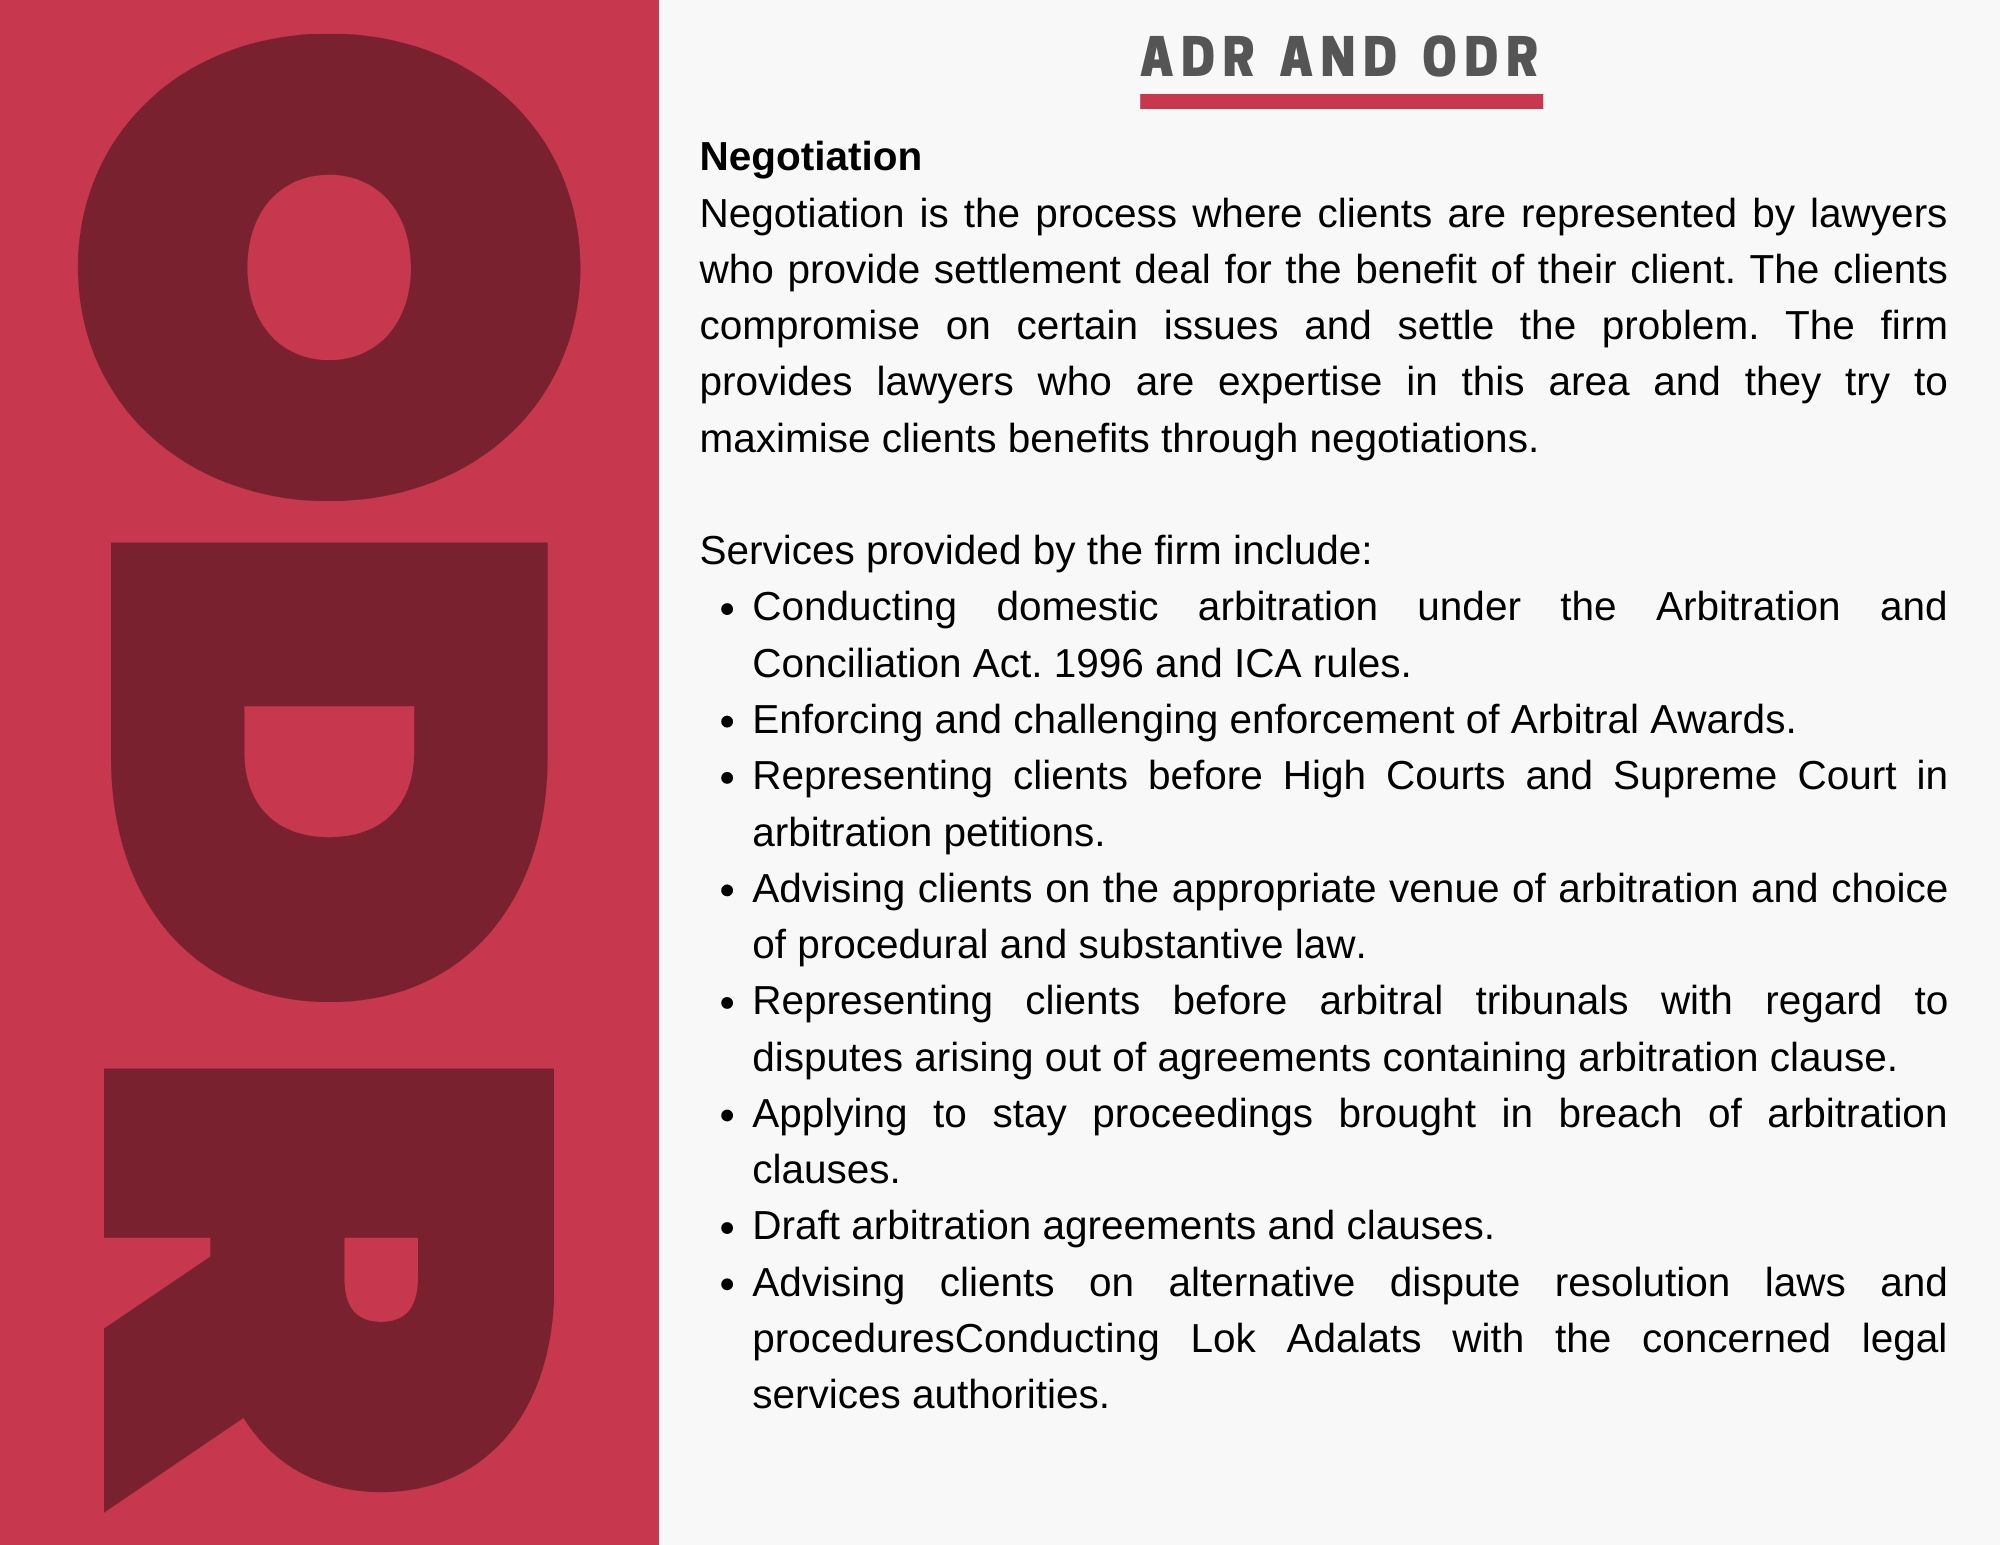 ODR
ADR AND ODR
Negotiation
Negotiation is the process where clients are represented by lawyers
who provide settlement deal for the benefit of their client. The clients
compromise on certain issues and settle the problem. The firm
provides lawyers who are expertise in this area and they try to
maximise clients benefits through negotiations.
Services provided by the firm include:
• Conducting domestic arbitration under the Arbitration and
Conciliation Act. 1996 and ICA rules.
• Enforcing and challenging enforcement of Arbitral Awards.
• Representing clients before High Courts and Supreme Court in
arbitration petitions.
• Advising clients on the appropriate venue of arbitration and choice
of procedural and substantive law.
• Representing clients before arbitral tribunals with regard to
disputes arising out of agreements containing arbitration clause.
• Applying to stay proceedings brought in breach of arbitration
clauses.
• Draft arbitration agreements and clauses.
• Advising clients on alternative dispute resolution laws and
proceduresConducting Lok Adalats with the concerned legal
services authorities.